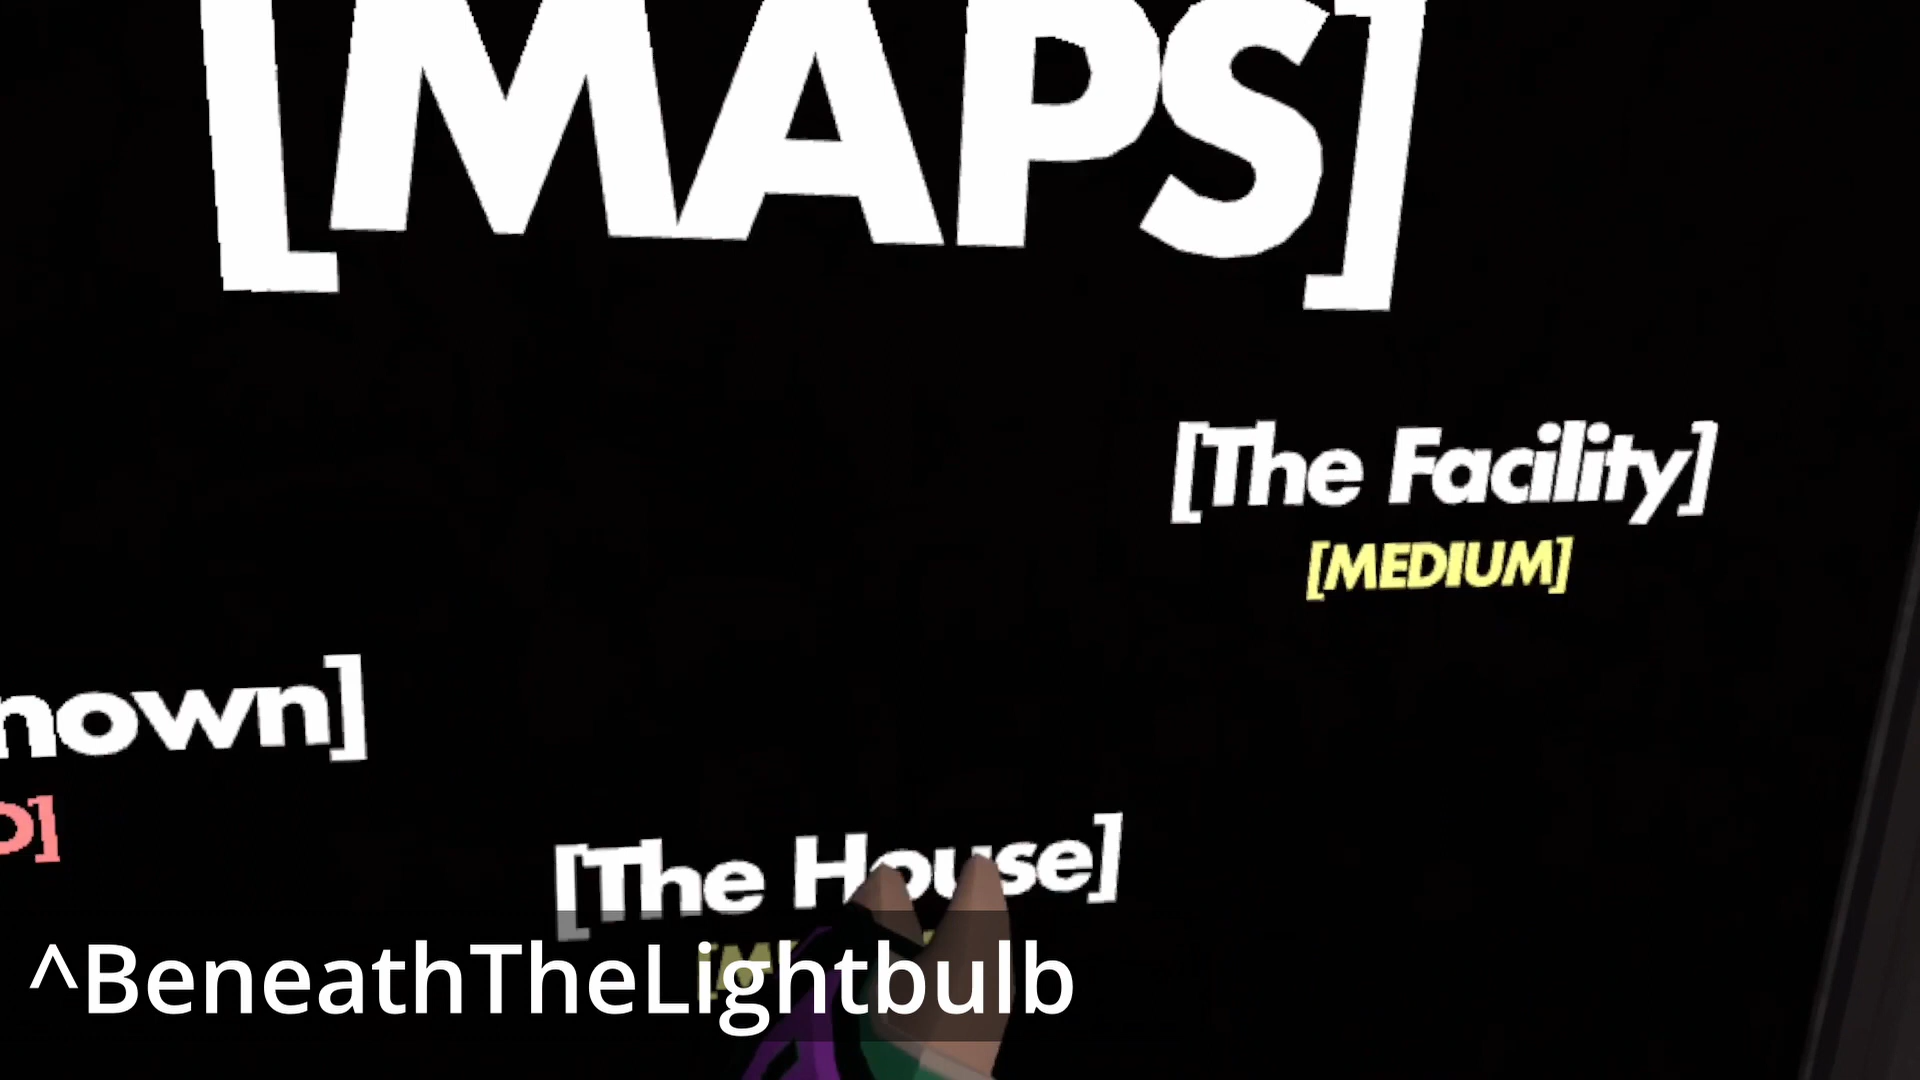 [MAPS]
[The Facility]
[MEDIUM]
nown]
[The House]
^BeneathTheLightbulb